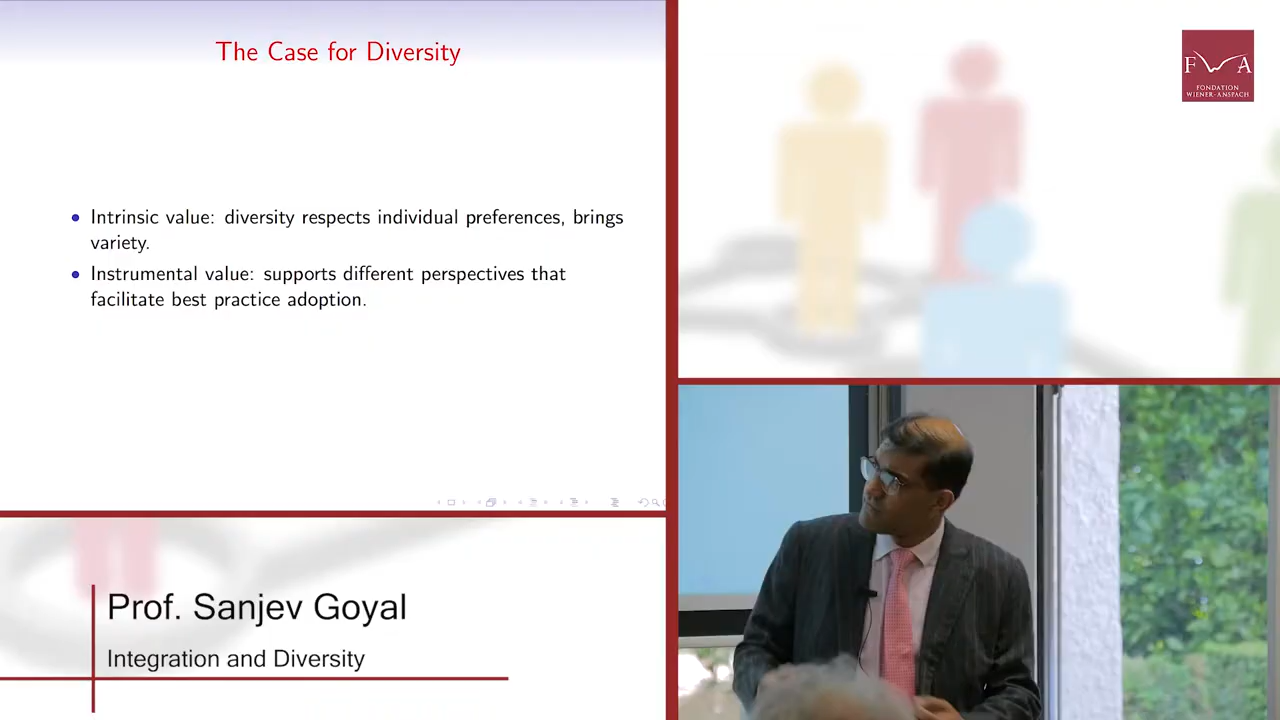 The Case for Diversity
Intrinsic value: diversity respects individual preferences, brings
variety.
Instrumental value: supports different perspectives that
facilitate best practice adoption.
Prof. Sanjev Goyal
Integration and Diversity
F W A
FONDATION
WIENER-ANSPACH